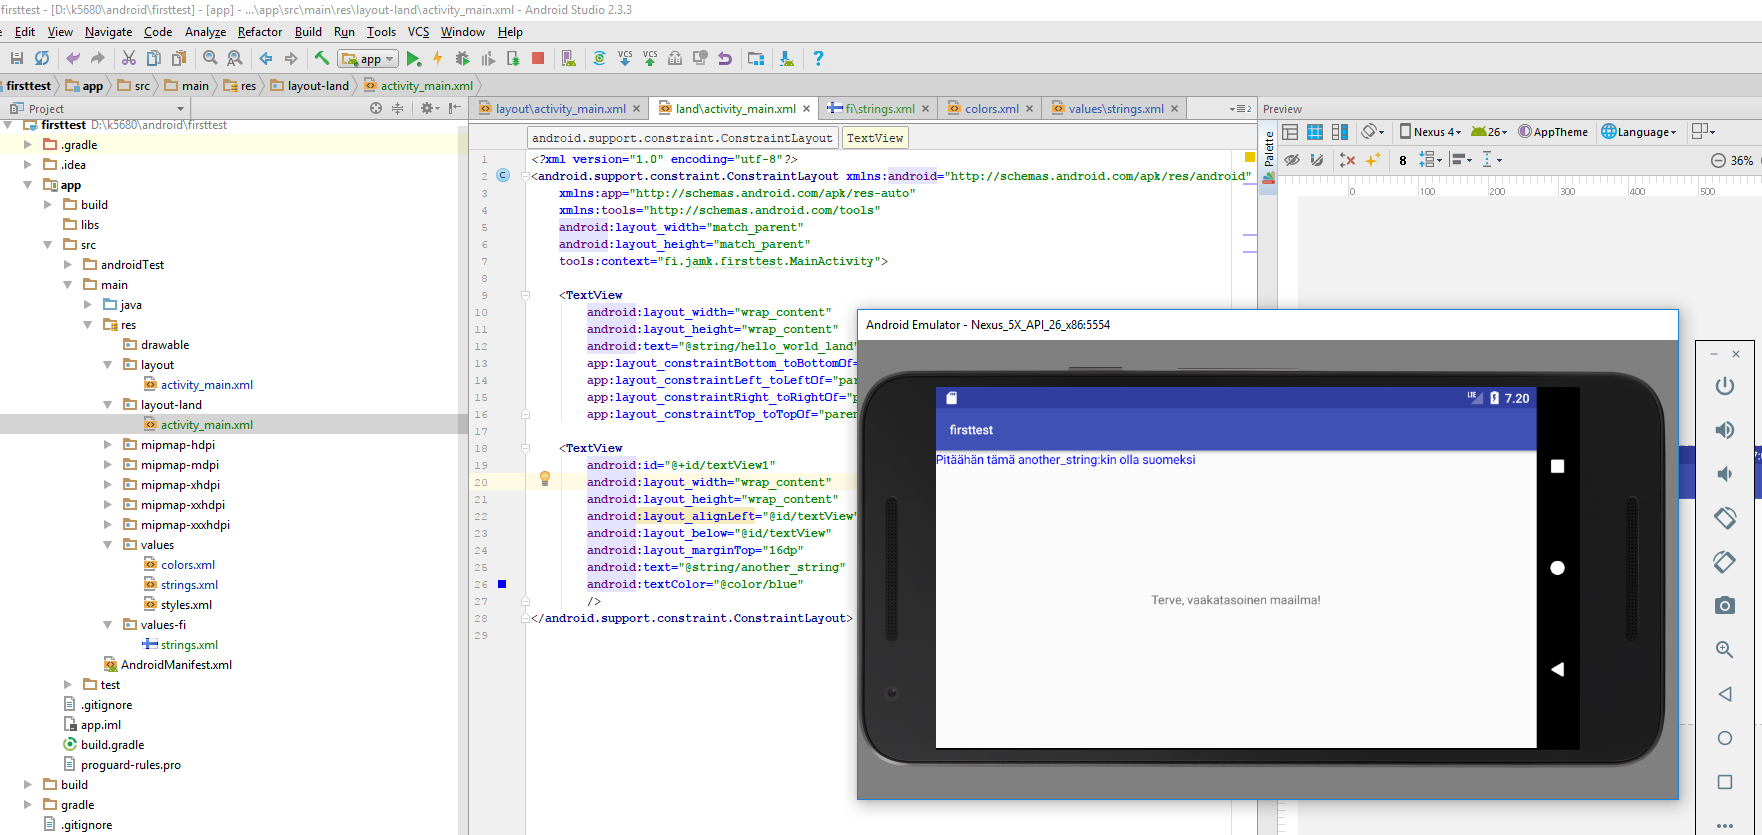 firsttest - [D:\k5680\android\firsttest] - [app] - ...\app\src\main\res\layout-land\activity_main.xml - Android Studio 2.3.3
Edit View Navigate Code Analyze Refactor Build Run Tools VCS Window Help
app
VCS VCS
firsttest app src main res layout-land activity_main.xml
Project
layout\activity_main.xml land\activity_main.xml fi\strings.xml colors.xml values\strings.xml
2
Preview
firsttest D:\k5680\android\firsttest
.gradle
.idea
app
build
libs
src
androidTest
main
java
res
drawable
layout
activity_main.xml
layout-land
activity_main.xml
mipmap-hdpi
mipmap-mdpi
mipmap-xhdpi
mipmap-xxhdpi
mipmap-xxxhdpi
values
colors.xml
strings.xml
styles.xml
values-fi
strings.xml
AndroidManifest.xml
test
.gitignore
app.iml
build.gradle
proguard-rules.pro
build
gradle
.gitignore
android.support.constraint.ConstraintLayout TextView
1 <?xml version="1.0" encoding="utf-8"?>
2 <android.support.constraint.ConstraintLayout xmlns:android="http://schemas.android.com/apk/res/android"
3 xmlns:app="http://schemas.android.com/apk/res-auto"
4 xmlns:tools="http://schemas.android.com/tools"
5 android:layout_width="match_parent"
6 android:layout_height="match_parent"
7 tools:context="fi.jamk.firsttest.MainActivity">
8
9 <TextView
10 android:layout_width="wrap_content"
11 android:layout_height="wrap_content"
12 android:text="@string/hello_world_land"
13 app:layout_constraintBottom_toBottomOf=
14 app:layout_constraintLeft_toLeftOf="par
15 app:layout_constraintRight_toRightOf="p
16 app:layout_constraintTop_toTopOf="paren
17
18 <TextView
19 android:id="@+id/textView1"
20 android:layout_width="wrap_content"
21 android:layout_height="wrap_content"
22 android:layout_alignLeft="@id/textView"
23 android:layout_below="@id/textView"
24 android:layout_marginTop="16dp"
25 android:text="@string/another_string"
26 android:textColor="@color/blue"
27 />
28 </android.support.constraint.ConstraintLayout>
29
Palette
Nexus 4 26 AppTheme Language
8 36%
0 100 200 300 400 500
Android Emulator - Nexus_5X_API_26_x86:5554
LTE 7.20
firsttest
Pitäähän tämä another_string:kin olla suomeksi
Terve, vaakatasoinen maailma!